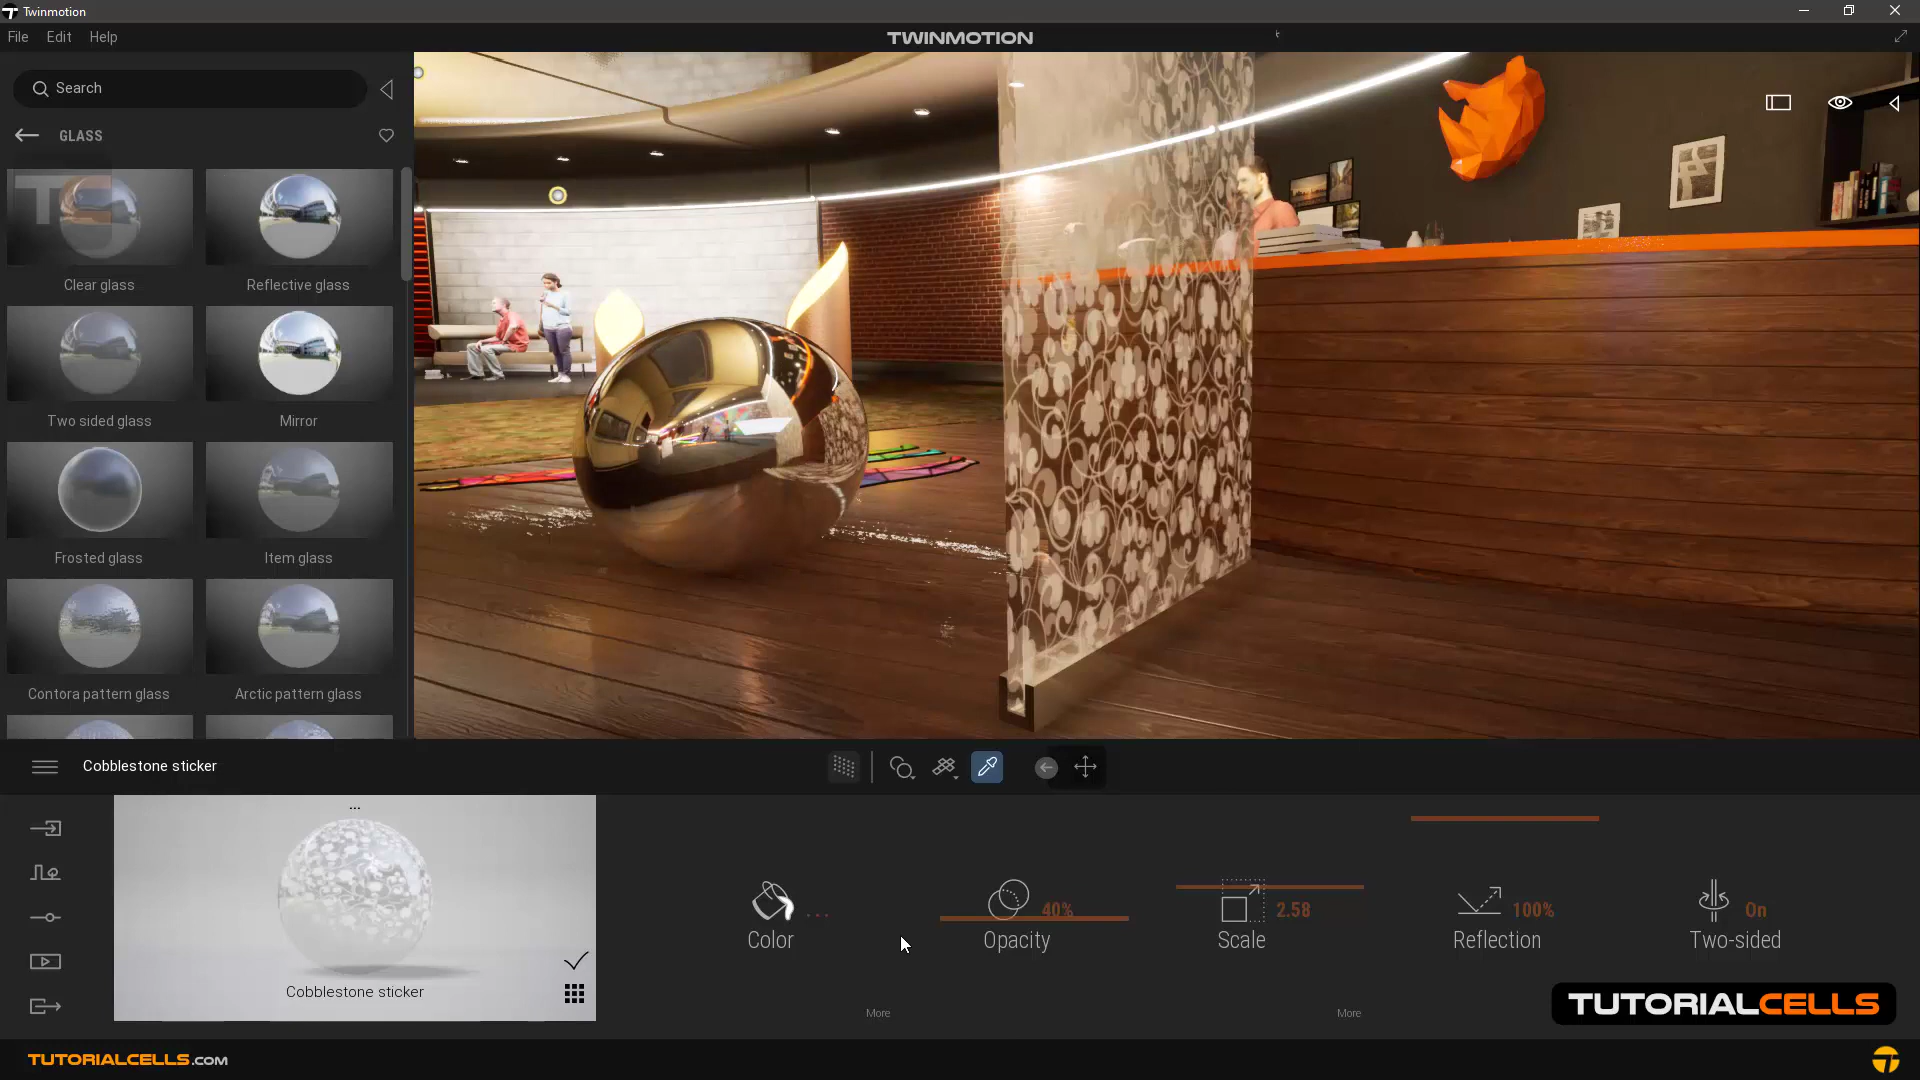 Twinmotion
File Edit Help
TWINMOTION
Search
GLASS
TC
Clear glass
Reflective glass
Two sided glass
Mirror
Frosted glass
Item glass
Contora pattern glass
Arctic pattern glass
Cobblestone sticker
...
Cobblestone sticker
Color ...
Opacity 40%
Scale 2.58
Reflection 100%
Two-sided On
More
More
TUTORIALCELLS
TUTORIALCELLS.COM